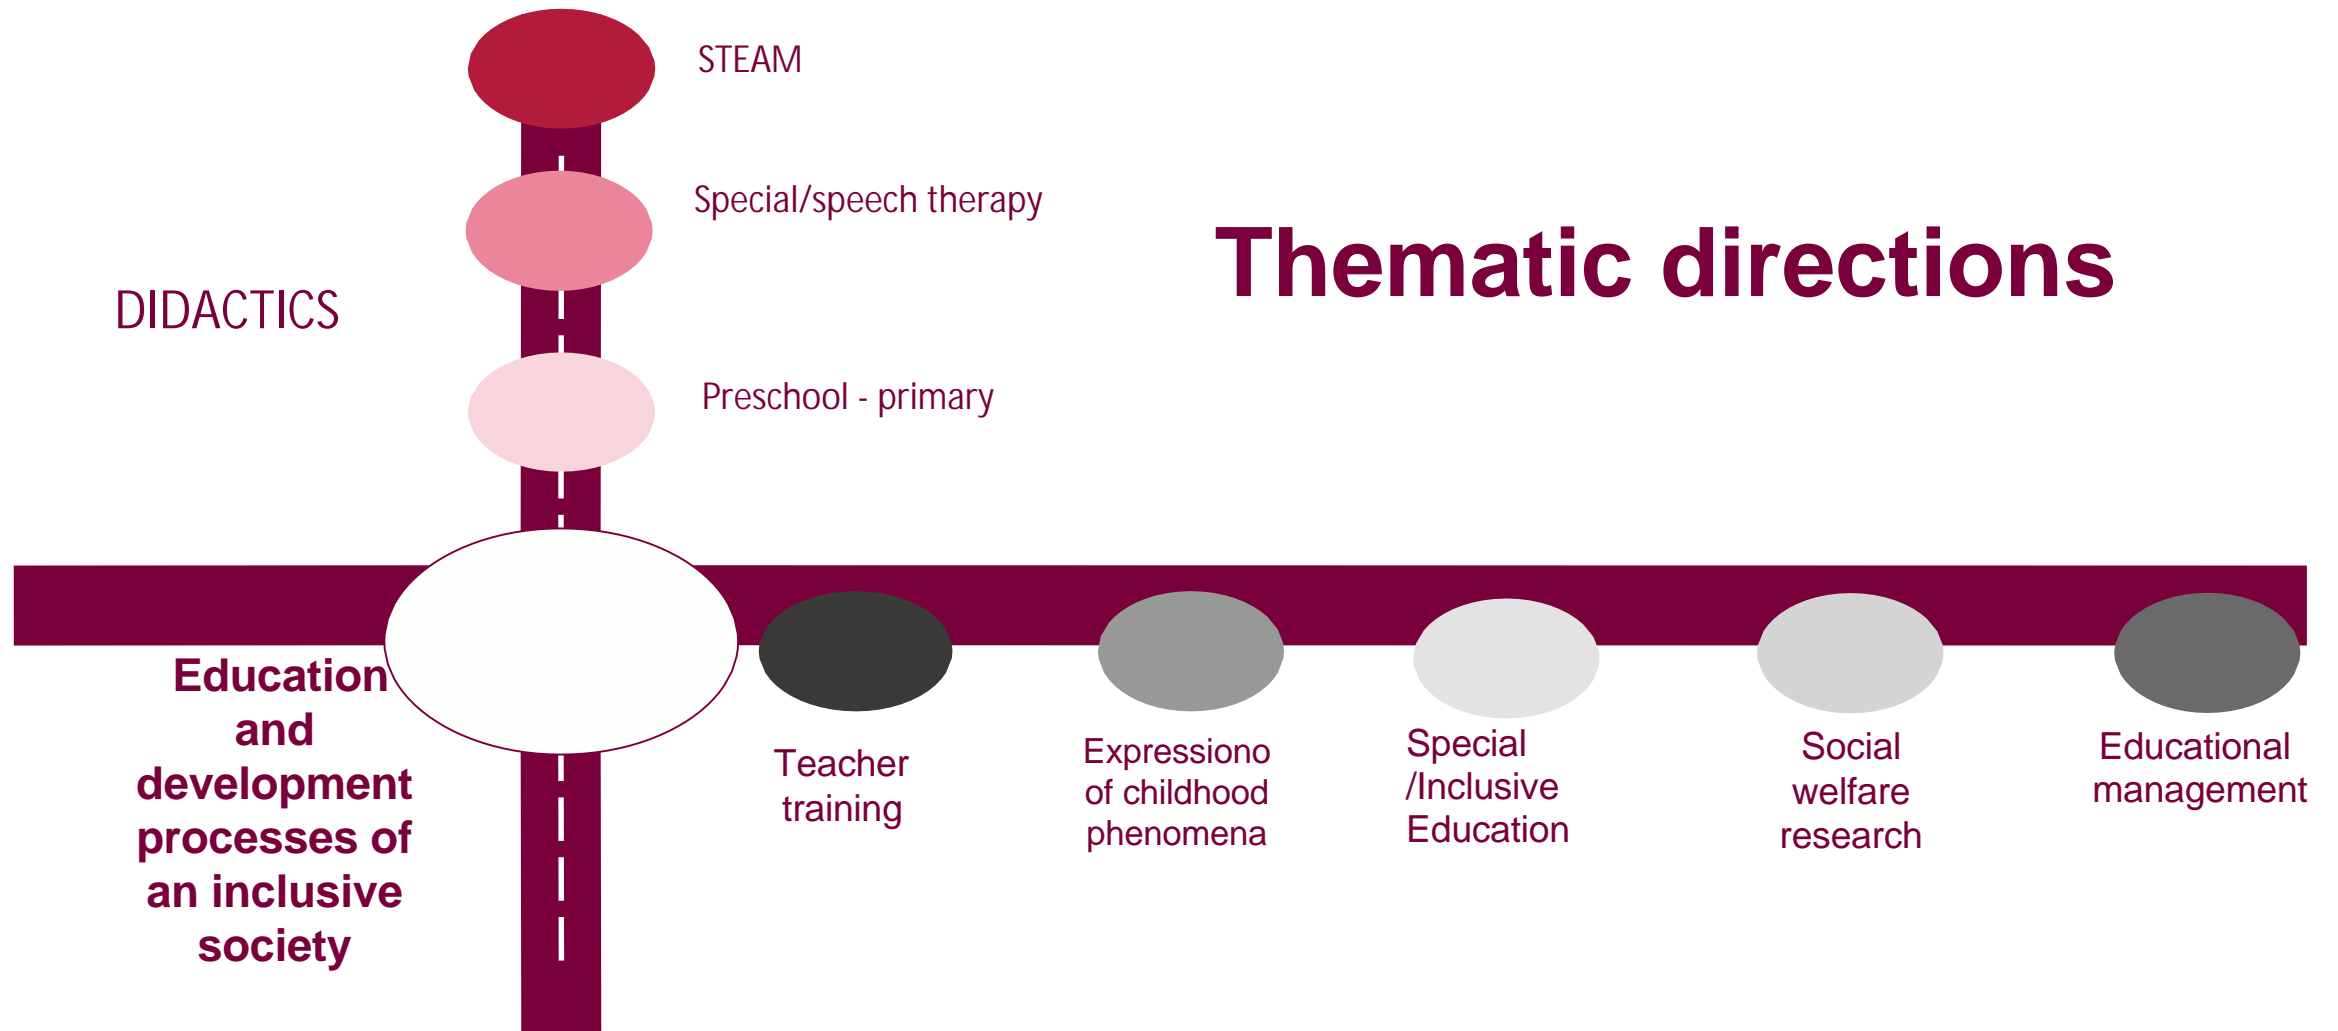 STEAM
Special/speech therapy
Thematic directions
DIDACTICS
Preschool - primary
Education
and
development
processes of
an inclusive
society
Teacher
training
Expressiono
of childhood
phenomena
Special
/Inclusive
Education
Social
welfare
research
Educational
management